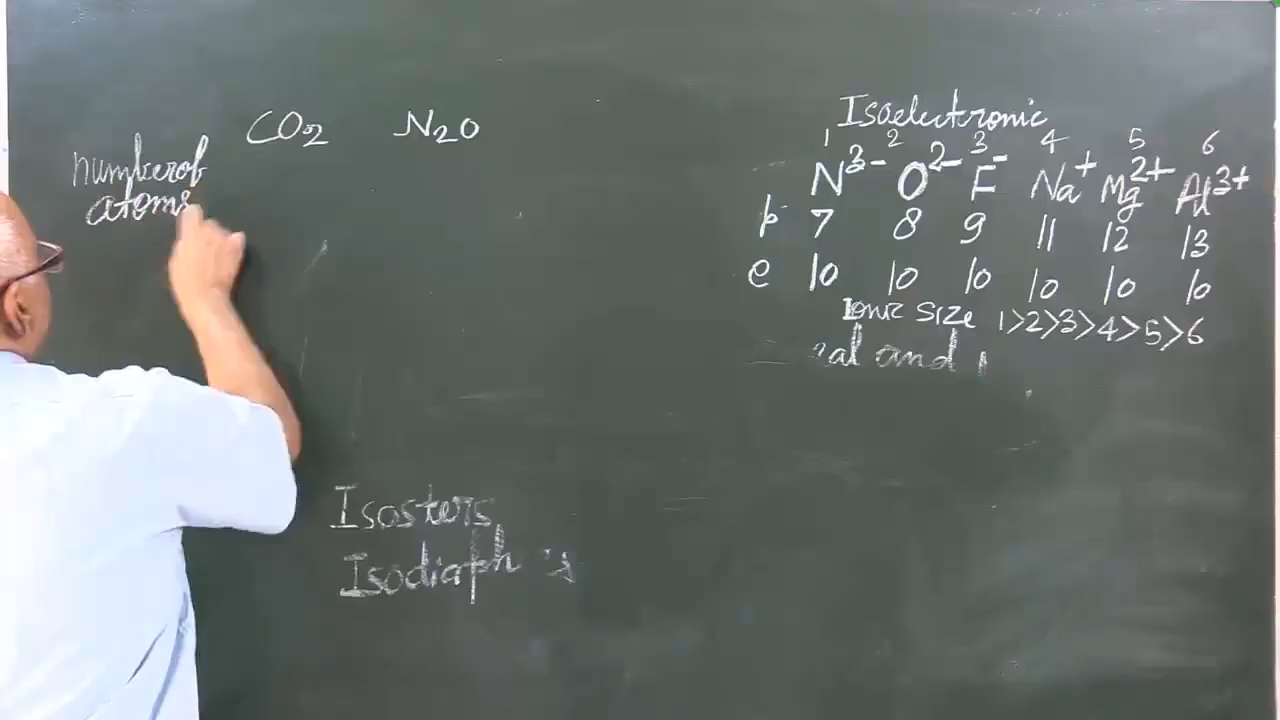 CO2 N2O
number of
atoms
Isosters
Isoelectronic
1 2 3 4 5 6
N3- O2- F- Na+ Mg2+ Al3+
p 7 8 9 11 12 13
e 10 10 10 10 10 10
Ionic size 1>2>3>4>5>6
and